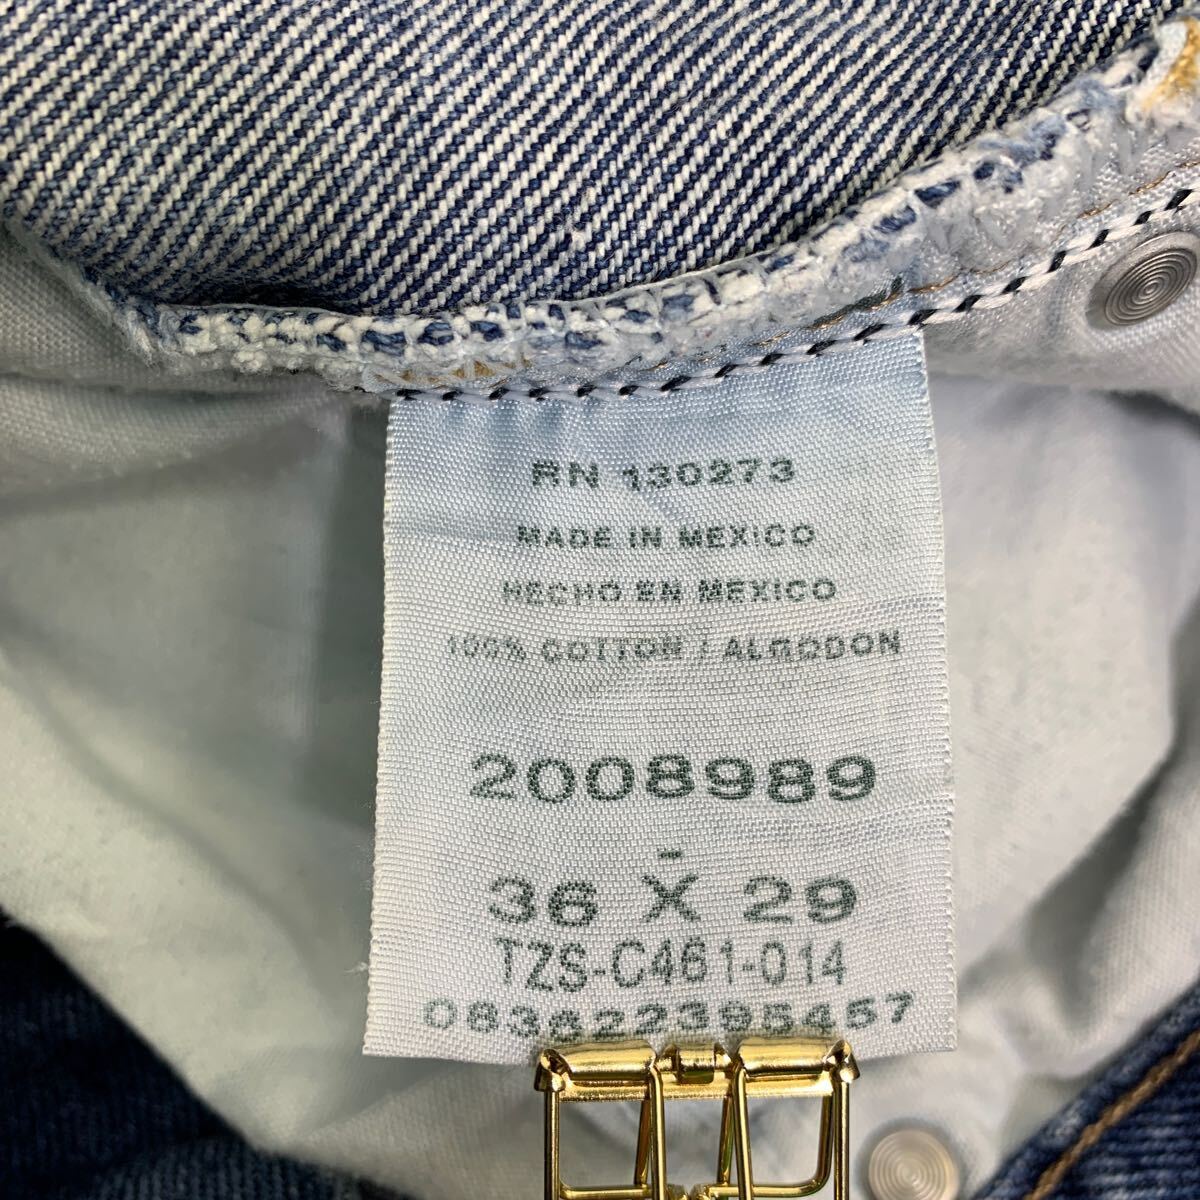 RN 130273
MADE IN MEXICO
HECHO EN MEXICO
100% COTTON / ALGODON
2008989
-
36 X 29
TZS-C461-014
083622395457